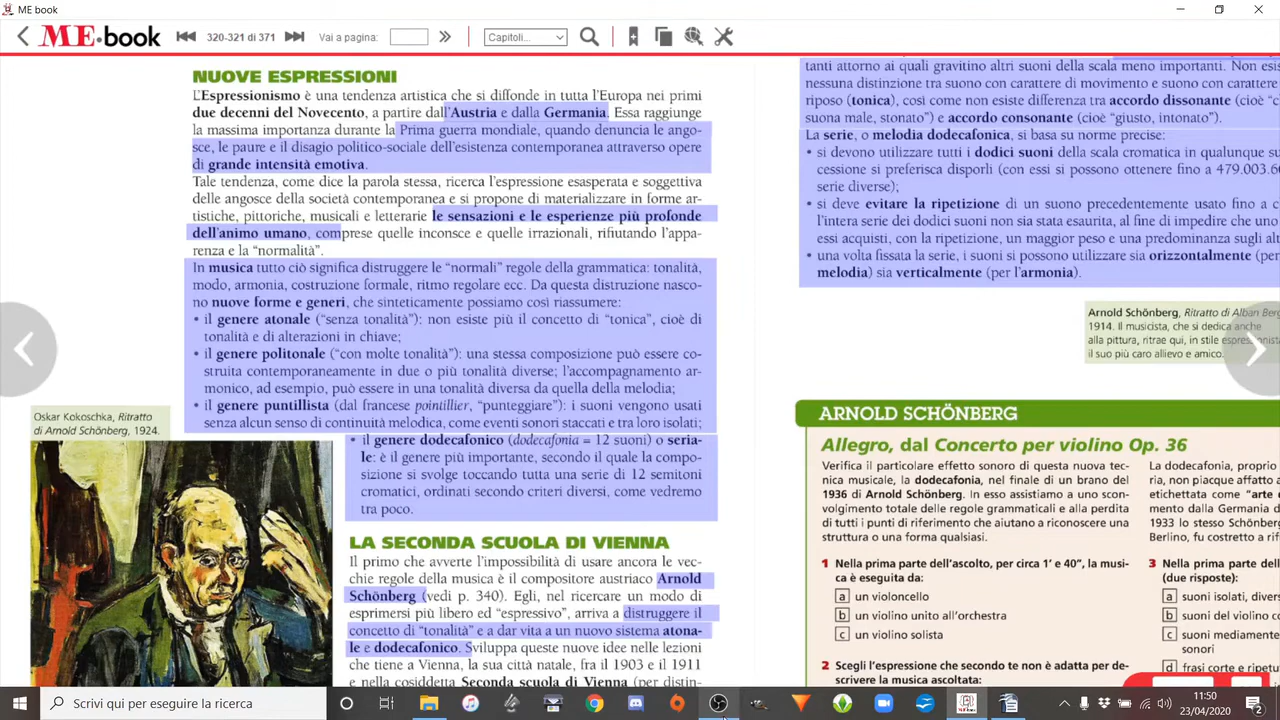 ME book
ME•book
320-321 di 371
Vai a pagina:
Capitoli...
NUOVE ESPRESSIONI
L'Espressionismo è una tendenza artistica che si diffonde in tutta l'Europa nei primi
due decenni del Novecento, a partire dall'Austria e dalla Germania. Essa raggiunge
la massima importanza durante la Prima guerra mondiale, quando denuncia le ango-
sce, le paure e il disagio politico-sociale dell'esistenza contemporanea attraverso opere
di grande intensità emotiva.
Tale tendenza, come dice la parola stessa, ricerca l'espressione esasperata e soggettiva
delle angosce della società contemporanea e si propone di materializzare in forme ar-
tistiche, pittoriche, musicali e letterarie le sensazioni e le esperienze più profonde
dell'animo umano, comprese quelle inconsce e quelle irrazionali, rifiutando l'appa-
renza e la "normalità".
In musica tutto ciò significa distruggere le "normali" regole della grammatica: tonalità,
modo, armonia, costruzione formale, ritmo regolare ecc. Da questa distruzione nasco-
no nuove forme e generi, che sinteticamente possiamo così riassumere:
• il genere atonale ("senza tonalità"): non esiste più il concetto di "tonica", cioè di
tonalità e di alterazioni in chiave;
• il genere politonale ("con molte tonalità"): una stessa composizione può essere co-
struita contemporaneamente in due o più tonalità diverse; l'accompagnamento ar-
monico, ad esempio, può essere in una tonalità diversa da quella della melodia;
• il genere puntillista (dal francese pointillier, "punteggiare"): i suoni vengono usati
senza alcun senso di continuità melodica, come eventi sonori staccati e tra loro isolati;
• il genere dodecafonico (dodecafonia = 12 suoni) o seria-
le: è il genere più importante, secondo il quale la compo-
sizione si svolge toccando tutta una serie di 12 semitoni
cromatici, ordinati secondo criteri diversi, come vedremo
tra poco.
Oskar Kokoschka, Ritratto
di Arnold Schönberg, 1924.
LA SECONDA SCUOLA DI VIENNA
Il primo che avverte l'impossibilità di usare ancora le vec-
chie regole della musica è il compositore austriaco Arnold
Schönberg (vedi p. 340). Egli, nel ricercare un modo di
esprimersi più libero ed "espressivo", arriva a distruggere il
concetto di "tonalità" e a dar vita a un nuovo sistema atona-
le e dodecafonico. Sviluppa queste nuove idee nelle lezioni
che tiene a Vienna, la sua città natale, fra il 1903 e il 1911
e nella cosiddetta Seconda scuola di Vienna (per distin-
tanti attorno ai quali gravitino altri suoni della scala meno importanti. Non esis
nessuna distinzione tra suono con carattere di movimento e suono con carattere
riposo (tonica), così come non esiste differenza tra accordo dissonante (cioè "c
suona male, stonato") e accordo consonante (cioè "giusto, intonato").
La serie, o melodia dodecafonica, si basa su norme precise:
• si devono utilizzare tutti i dodici suoni della scala cromatica in qualunque su
cessione si preferisca disporli (con essi si possono ottenere fino a 479.003.60
serie diverse);
• si deve evitare la ripetizione di un suono precedentemente usato fino a c
l'intera serie dei dodici suoni non sia stata esaurita, al fine di impedire che uno
essi acquisti, con la ripetizione, un maggior peso e una predominanza sugli alt
• una volta fissata la serie, i suoni si possono utilizzare sia orizzontalmente (per
melodia) sia verticalmente (per l'armonia).
Arnold Schönberg, Ritratto di Alban Berg
1914. Il musicista, che si dedica anche
alla pittura, ritrae qui, in stile espressionista
il suo più caro allievo e amico.
ARNOLD SCHÖNBERG
Allegro, dal Concerto per violino Op. 36
Verifica il particolare effetto sonoro di questa nuova tec-
nica musicale, la dodecafonia, nel finale di un brano del
1936 di Arnold Schönberg. In esso assistiamo a uno scon-
volgimento totale delle regole grammaticali e alla perdita
di tutti i punti di riferimento che aiutano a riconoscere una
struttura o una forma qualsiasi.
1 Nella prima parte dell'ascolto, per circa 1' e 40", la musi-
ca è eseguita da:
a un violoncello
b un violino unito all'orchestra
c un violino solista
2 Scegli l'espressione che secondo te non è adatta per de-
scrivere la musica ascoltata:
La dodecafonia, proprio
ria, non piacque affatto a
etichettata come "arte
mento dalla Germania d
1933 lo stesso Schönber
Berlino, fu costretto a rif
3 Nella prima parte dell
(due risposte):
a suoni isolati, divers
b suoni del violino co
c suoni mediamente
sonori
d frasi corte e ripetu
Scrivi qui per eseguire la ricerca
11:50
23/04/2020
2